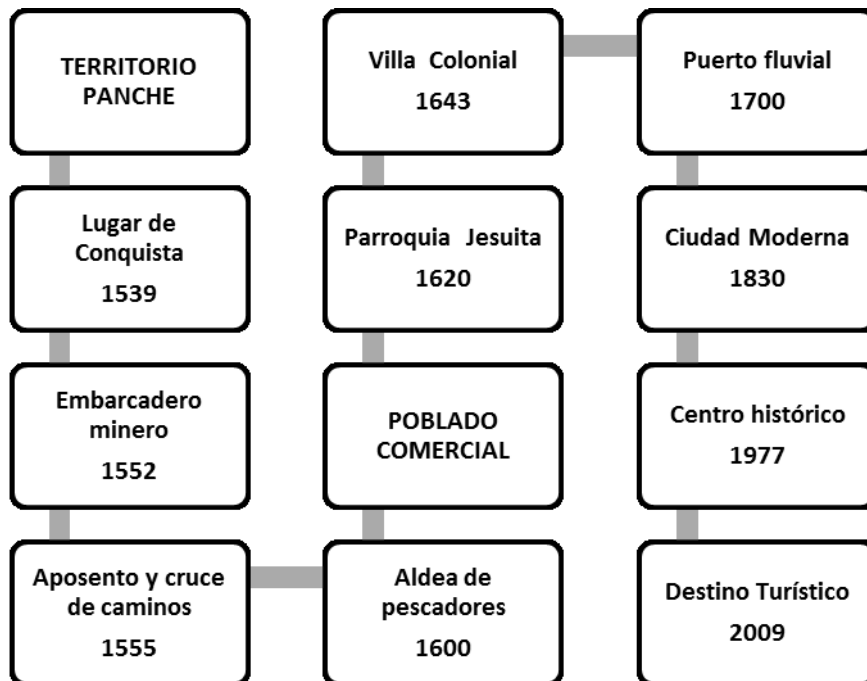 TERRITORIO
PANCHE
Lugar de
Conquista
1539
Embarcadero
minero
1552
Aposento y cruce
de caminos
1555
Aldea de
pescadores
1600
POBLADO
COMERCIAL
Parroquia Jesuita
1620
Villa Colonial
1643
Puerto fluvial
1700
Ciudad Moderna
1830
Centro histórico
1977
Destino Turístico
2009